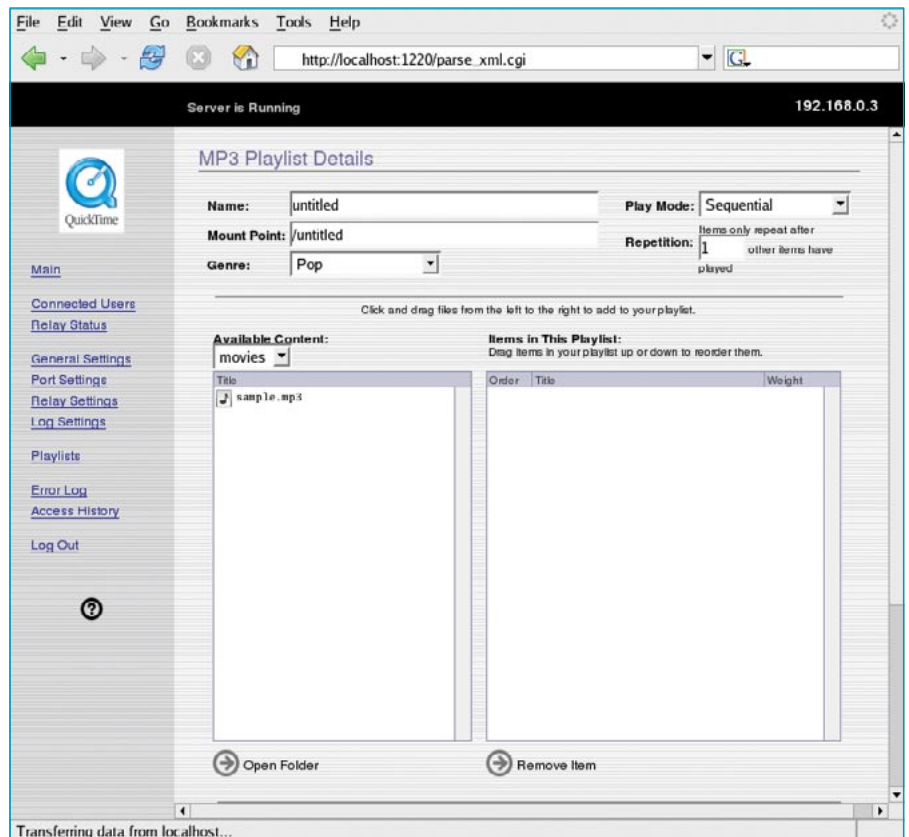 File Edit View Go Bookmarks Tools Help
http://localhost:1220/parse_xml.cgi
G
Server is Running
192.168.0.3
QuickTime
Main
Connected Users
Relay Status
General Settings
Port Settings
Relay Settings
Log Settings
Playlists
Error Log
Access History
Log Out
?
MP3 Playlist Details
Name: untitled
Mount Point: /untitled
Genre: Pop
Play Mode: Sequential
Items only repeat after
Repetition: 1 other items have
played
Click and drag files from the left to the right to add to your playlist.
Available Content:
movies
Title
sample.mp3
Items in This Playlist:
Drag items in your playlist up or down to reorder them.
Order Title Weight
Open Folder
Remove Item
Transferring data from localhost...